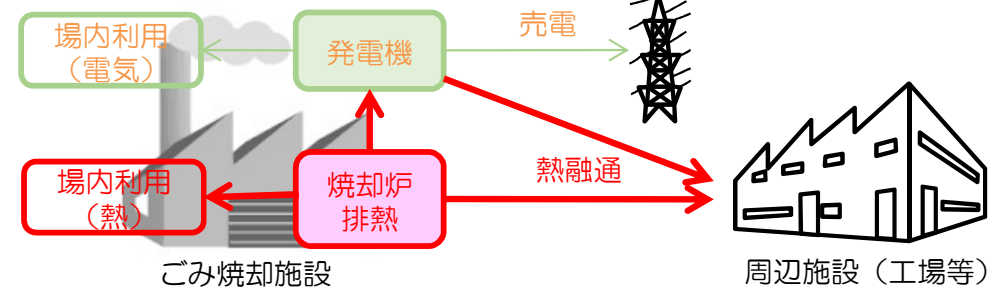 売電
場内利用
（電気）
発電機
熱融通
場内利用
（熱）
焼却炉
排熱
ごみ焼却施設
周辺施設（工場等）